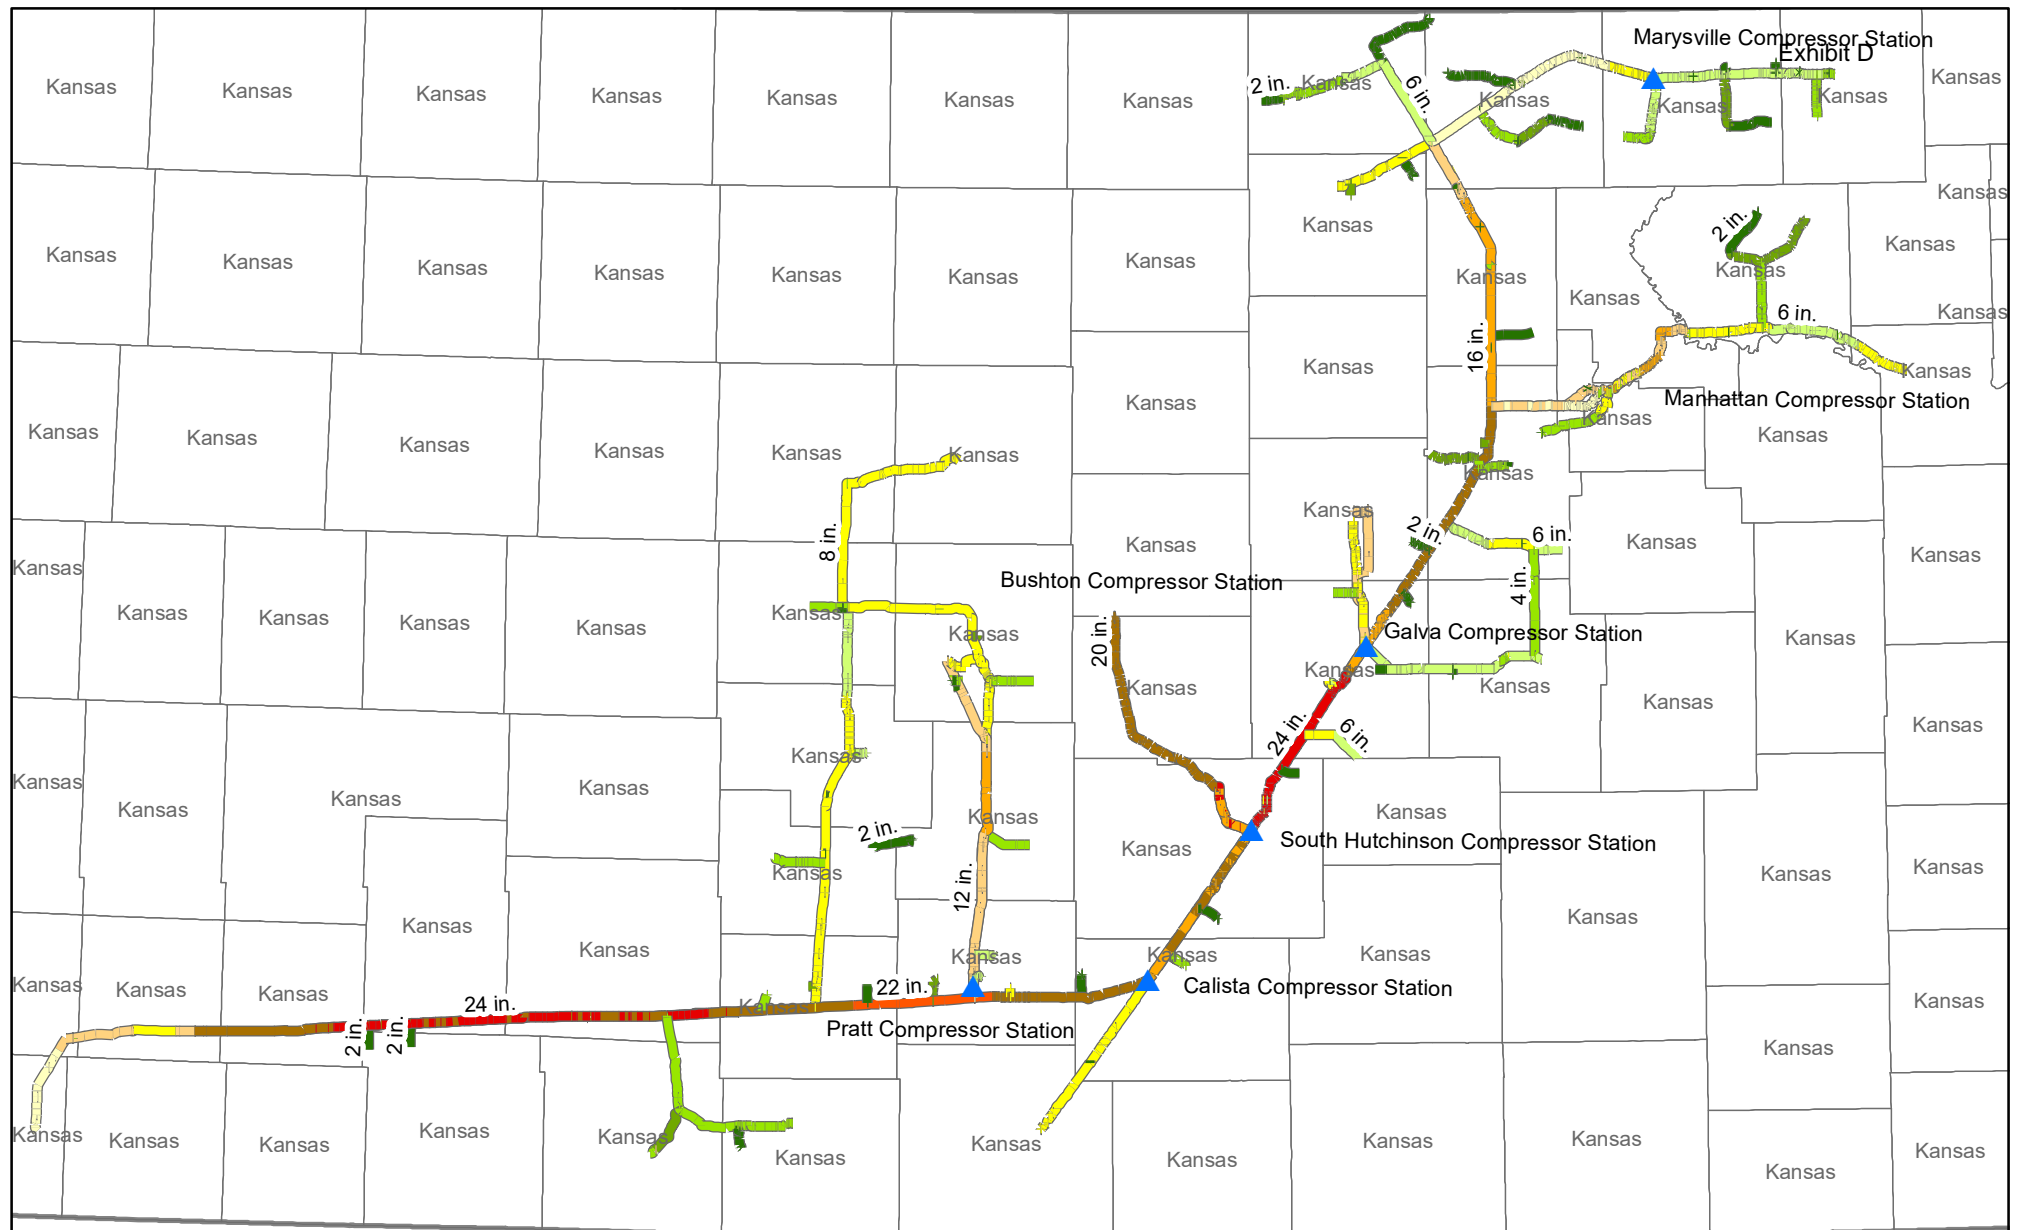 Marysville Compressor Station
Exhibit D
Kansas Kansas Kansas Kansas Kansas Kansas Kansas Kansas Kansas Kansas Kansas Kansas
2 in.
6 in.
Kansas Kansas Kansas Kansas Kansas Kansas Kansas Kansas Kansas Kansas Kansas Kansas Kansas
2 in.
Kansas
6 in.
16 in.
Kansas Kansas Kansas Kansas Kansas Kansas Kansas Kansas Kansas
Manhattan Compressor Station
Kansas Kansas Kansas Kansas Kansas
8 in.
2 in.
6 in.
4 in.
Kansas Kansas Kansas Kansas Kansas
Bushton Compressor Station
Kansas Kansas Kansas Kansas Kansas Kansas Kansas
Galva Compressor Station
20 in.
Kansas Kansas Kansas Kansas
24 in.
6 in.
Kansas Kansas Kansas Kansas Kansas Kansas
2 in.
Kansas Kansas Kansas
South Hutchinson Compressor Station
Kansas Kansas Kansas Kansas
12 in.
Kansas Kansas Kansas Kansas Kansas Kansas
Kansas Kansas Kansas Kansas Kansas
22 in.
24 in.
Calista Compressor Station
Pratt Compressor Station
2 in.
2 in.
Kansas
Kansas Kansas Kansas Kansas Kansas Kansas Kansas Kansas Kansas Kansas Kansas Kansas